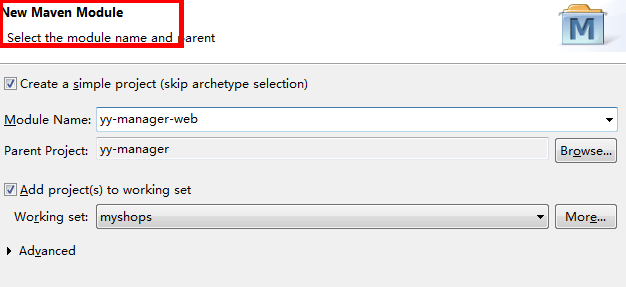 New Maven Module
Select the module name and parent
M
Create a simple project (skip archetype selection)
Module Name: yy-manager-web
Parent Project: yy-manager Browse...
Add project(s) to working set
Working set: myshops More...
Advanced